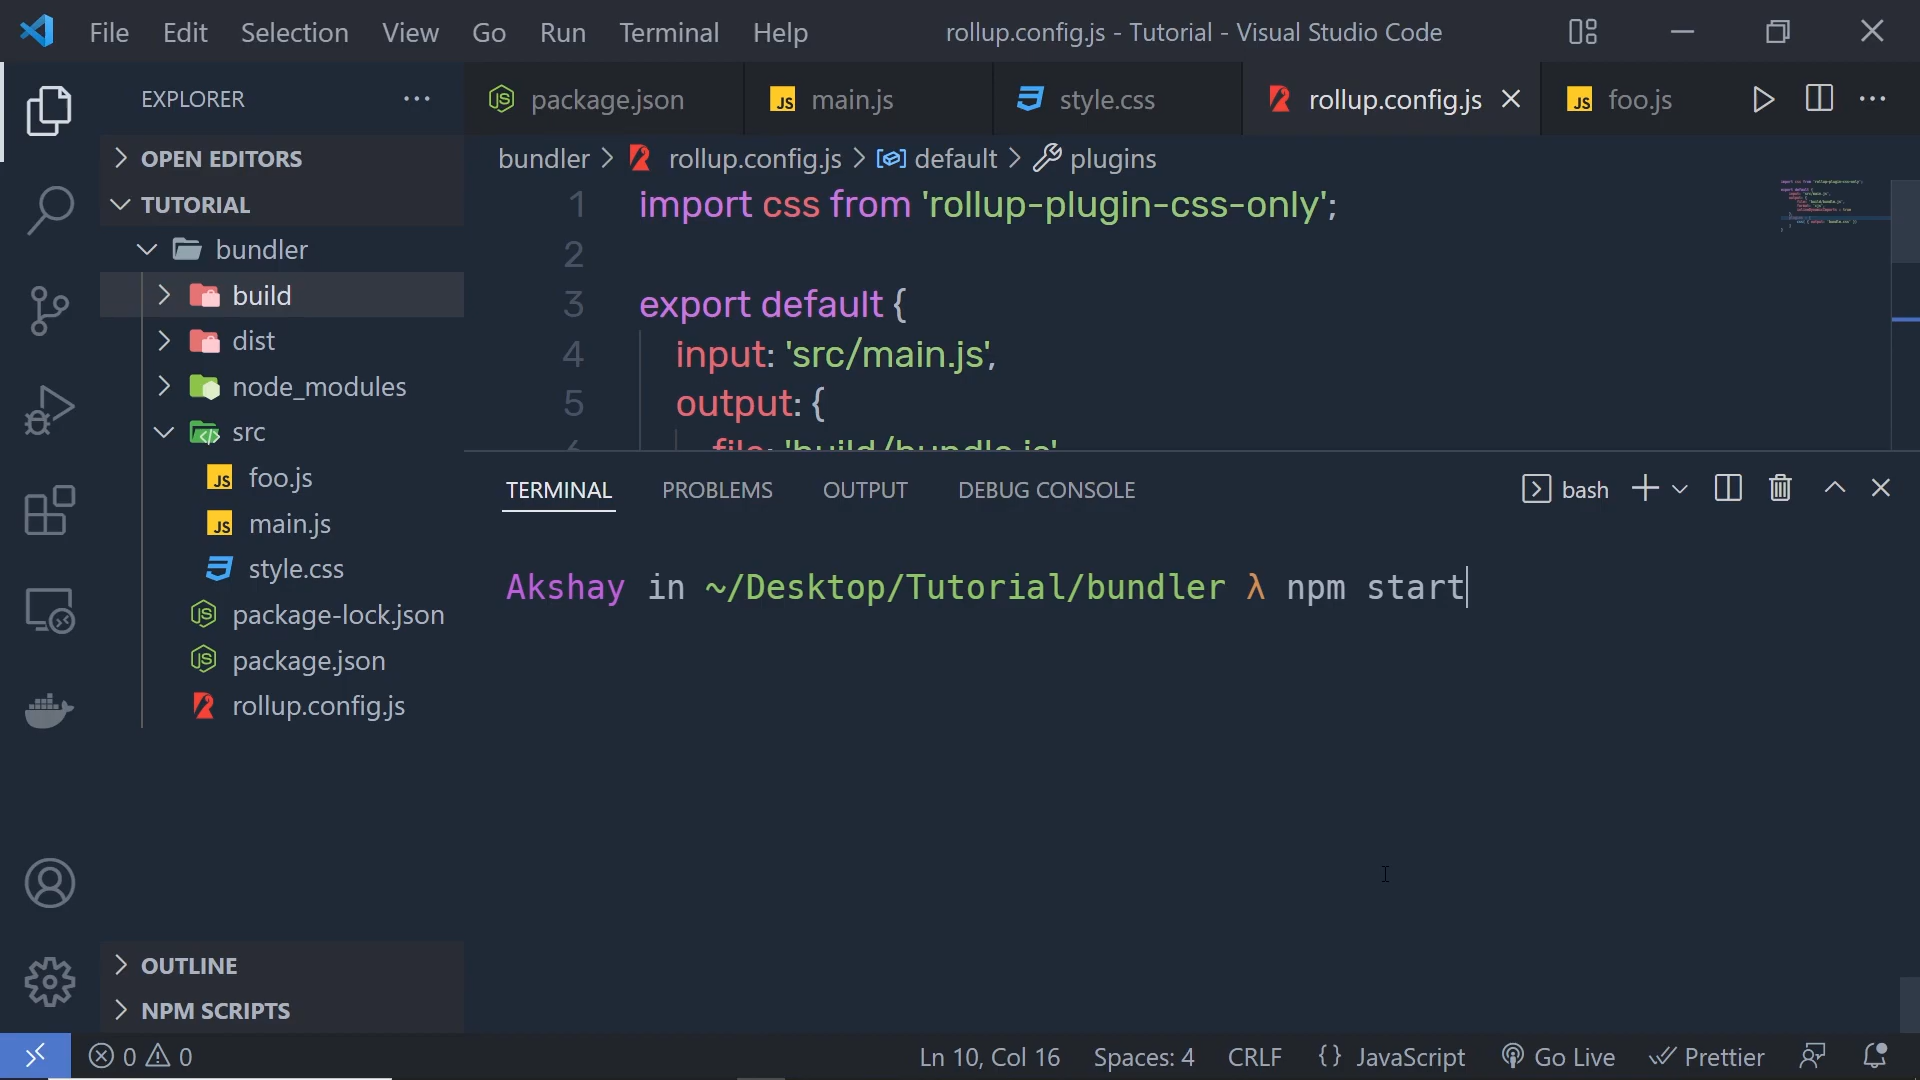 File Edit Selection View Go Run Terminal Help rollup.config.js - Tutorial - Visual Studio Code
EXPLORER
package.json main.js style.css rollup.config.js foo.js
OPEN EDITORS
TUTORIAL
bundler
build
dist
node_modules
src
foo.js
main.js
style.css
package-lock.json
package.json
rollup.config.js
OUTLINE
NPM SCRIPTS
bundler > rollup.config.js > default > plugins
1 import css from 'rollup-plugin-css-only';
2
3 export default {
4 input: 'src/main.js',
5 output: {
6 file: 'build/bundle.js'
TERMINAL PROBLEMS OUTPUT DEBUG CONSOLE bash
Akshay in ~/Desktop/Tutorial/bundler λ npm start
0 0 Ln 10, Col 16 Spaces: 4 CRLF {} JavaScript Go Live Prettier